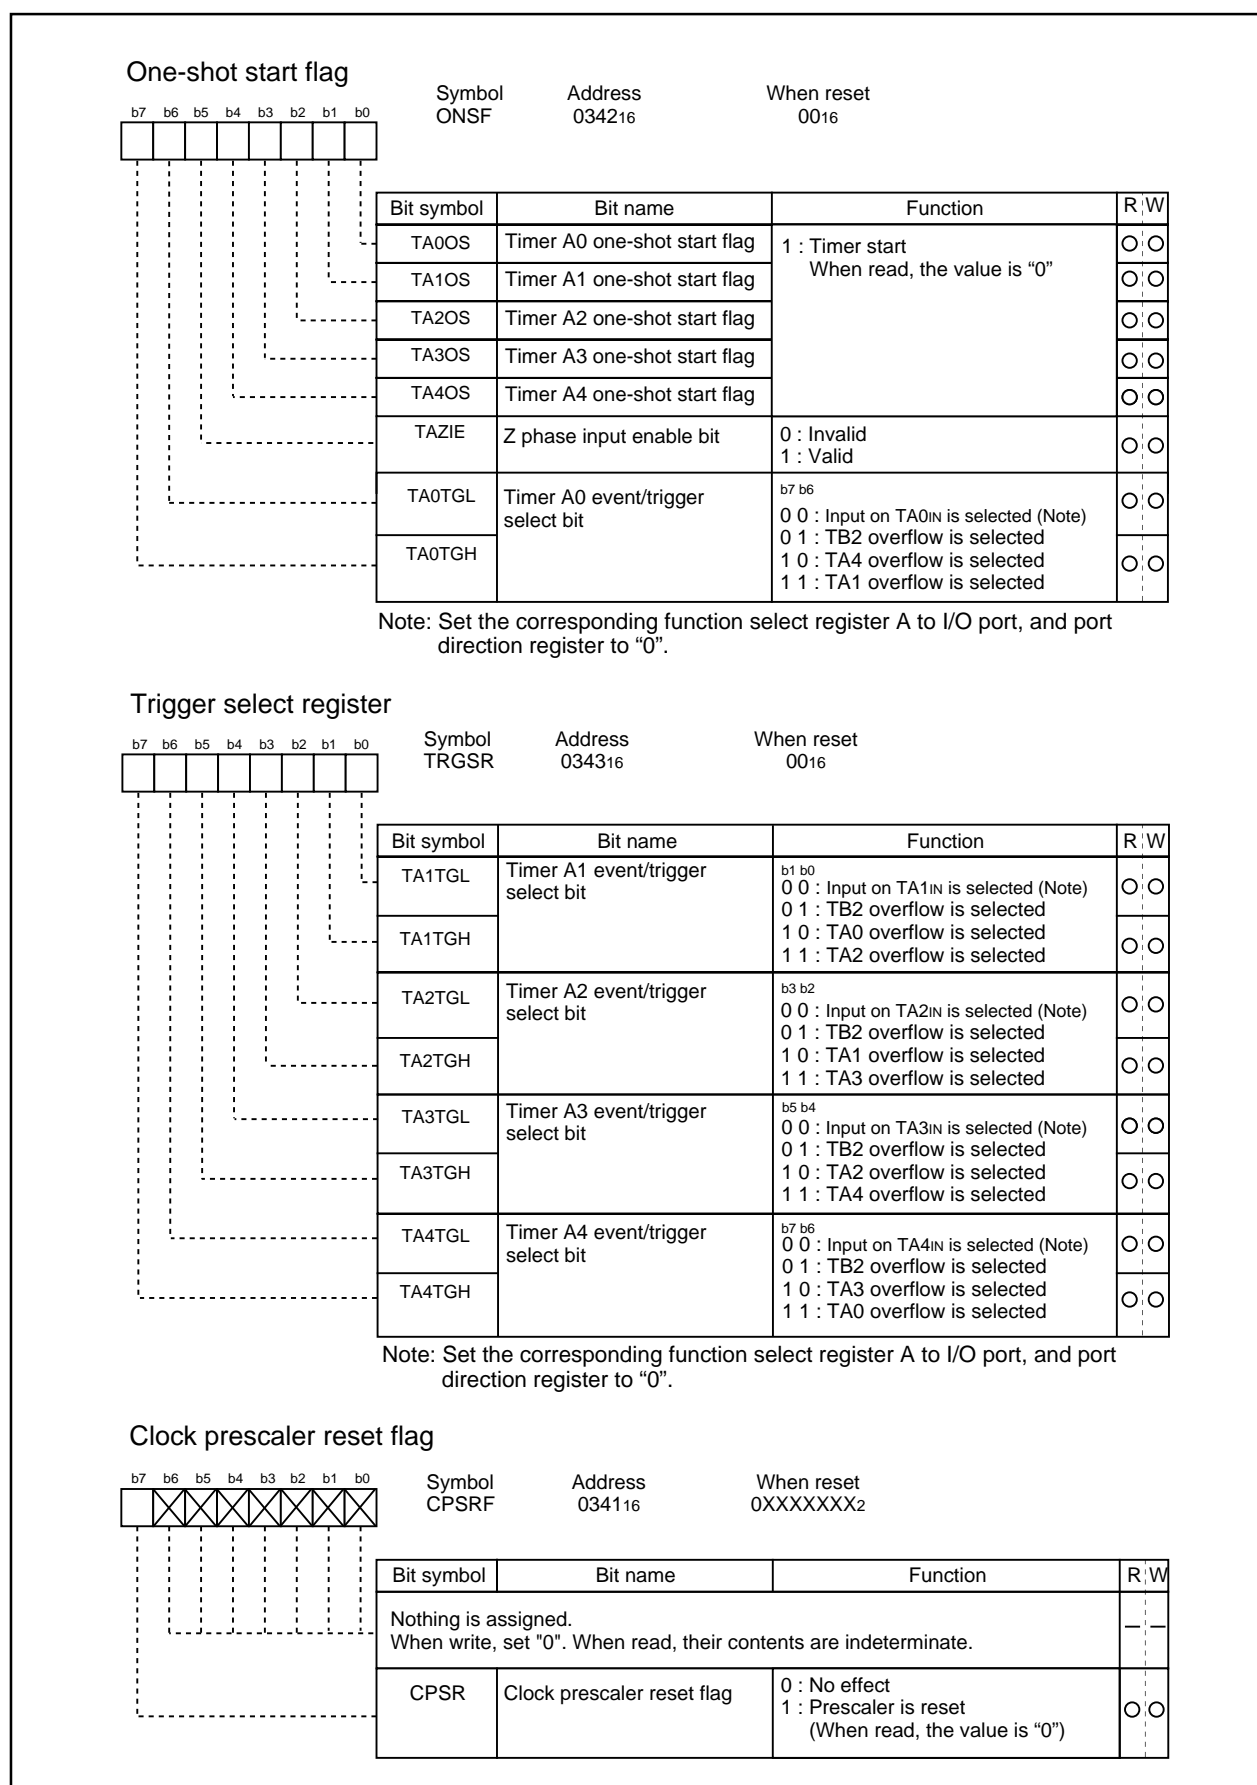 One-shot start flag
Symbol Address When reset
b7 b6 b5 b4 b3 b2 b1 b0
ONSF 034216 0016
Bit symbol Bit name Function R W
TA0OS Timer A0 one-shot start flag 1 : Timer start
When read, the value is “0”
TA1OS Timer A1 one-shot start flag
TA2OS Timer A2 one-shot start flag
TA3OS Timer A3 one-shot start flag
TA4OS Timer A4 one-shot start flag
TAZIE Z phase input enable bit 0 : Invalid
1 : Valid
TA0TGL Timer A0 event/trigger
select bit
b7 b6
0 0 : Input on TA0IN is selected (Note)
0 1 : TB2 overflow is selected
TA0TGH 1 0 : TA4 overflow is selected
1 1 : TA1 overflow is selected
Note: Set the corresponding function select register A to I/O port, and port
direction register to “0”.
Trigger select register
Symbol Address When reset
b7 b6 b5 b4 b3 b2 b1 b0
TRGSR 034316 0016
Bit symbol Bit name Function R W
TA1TGL Timer A1 event/trigger
select bit
b1 b0
0 0 : Input on TA1IN is selected (Note)
0 1 : TB2 overflow is selected
TA1TGH 1 0 : TA0 overflow is selected
1 1 : TA2 overflow is selected
TA2TGL Timer A2 event/trigger
select bit
b3 b2
0 0 : Input on TA2IN is selected (Note)
0 1 : TB2 overflow is selected
TA2TGH 1 0 : TA1 overflow is selected
1 1 : TA3 overflow is selected
TA3TGL Timer A3 event/trigger
select bit
b5 b4
0 0 : Input on TA3IN is selected (Note)
0 1 : TB2 overflow is selected
TA3TGH 1 0 : TA2 overflow is selected
1 1 : TA4 overflow is selected
TA4TGL Timer A4 event/trigger
select bit
b7 b6
0 0 : Input on TA4IN is selected (Note)
0 1 : TB2 overflow is selected
TA4TGH 1 0 : TA3 overflow is selected
1 1 : TA0 overflow is selected
Note: Set the corresponding function select register A to I/O port, and port
direction register to “0”.
Clock prescaler reset flag
b7 b6 b5 b4 b3 b2 b1 b0
Symbol Address When reset
CPSRF 034116 0XXXXXXX2
Bit symbol Bit name Function R W
Nothing is assigned.
When write, set "0". When read, their contents are indeterminate.
CPSR Clock prescaler reset flag 0 : No effect
1 : Prescaler is reset
(When read, the value is “0”)